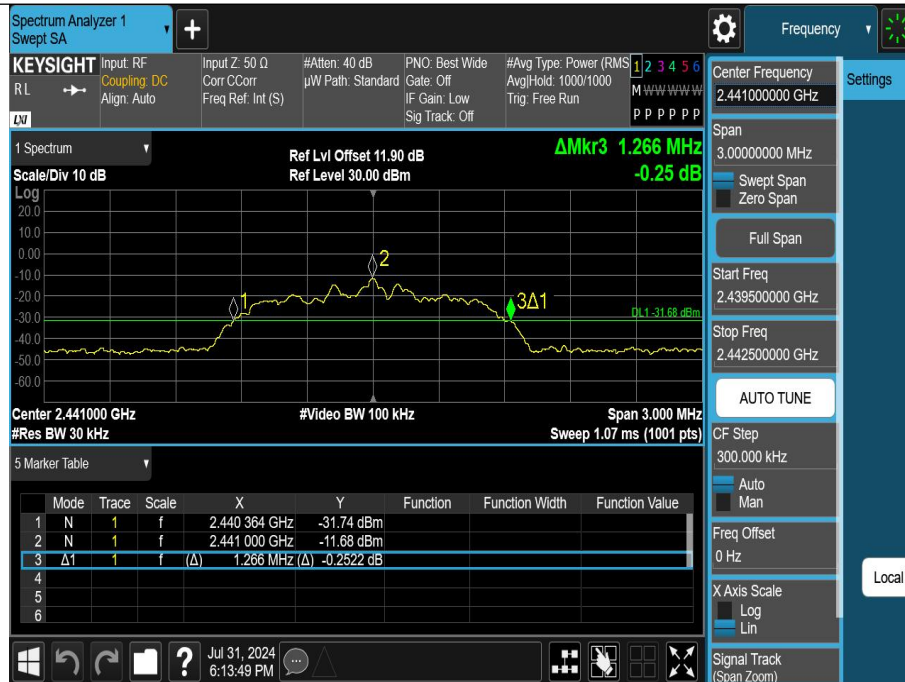 Spectrum Analyzer 1
Swept SA
+
Frequency
KEYSIGHT
RL
LXI
Input: RF
Coupling: DC
Align: Auto
Input Z: 50 Ω
Corr CCorr
Freq Ref: Int (S)
#Atten: 40 dB
µW Path: Standard
PNO: Best Wide
Gate: Off
IF Gain: Low
Sig Track: Off
#Avg Type: Power (RMS
Avg|Hold: 1000/1000
Trig: Free Run
1 2 3 4 5 6
M W W W W W
P P P P P P
Center Frequency
2.441000000 GHz
Settings
Span
3.00000000 MHz
Swept Span
Zero Span
Full Span
Start Freq
2.439500000 GHz
Stop Freq
2.442500000 GHz
AUTO TUNE
CF Step
300.000 kHz
Auto
Man
Freq Offset
0 Hz
X Axis Scale
Log
Lin
Signal Track
(Span Zoom)
Local
1 Spectrum
Scale/Div 10 dB
Ref Lvl Offset 11.90 dB
Ref Level 30.00 dBm
ΔMkr3 1.266 MHz
-0.25 dB
Log
20.0
10.0
0.00
-10.0
-20.0
-30.0
-40.0
-50.0
-60.0
1
2
3Δ1
DL1 -31.68 dBm
Center 2.441000 GHz
#Res BW 30 kHz
#Video BW 100 kHz
Span 3.000 MHz
Sweep 1.07 ms (1001 pts)
5 Marker Table
Mode Trace Scale X Y Function Function Width Function Value
1 N 1 f 2.440 364 GHz -31.74 dBm
2 N 1 f 2.441 000 GHz -11.68 dBm
3 Δ1 1 f (Δ) 1.266 MHz (Δ) -0.2522 dB
4
5
6
?
Jul 31, 2024
6:13:49 PM